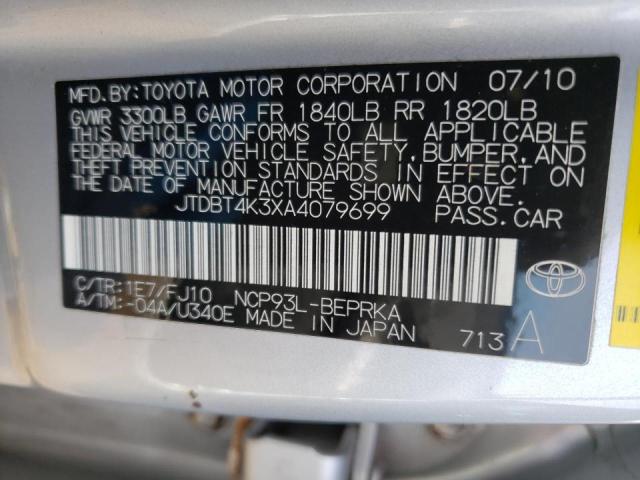 MFD. BY: TOYOTA MOTOR CORPORATION 07/10
GVWR 3300LB GAWR FR 1840LB RR 1820LB
THIS VEHICLE CONFORMS TO ALL APPLICABLE
FEDERAL MOTOR VEHICLE SAFETY, BUMPER, AND
THEFT PREVENTION STANDARDS IN EFFECT ON
THE DATE OF MANUFACTURE SHOWN ABOVE.
JTDBT4K3XA4079699 PASS. CAR
C/TR: 1E7/FJ10 NCP93L-BEPRKA
A/TM: -04A/U340E MADE IN JAPAN 713 A